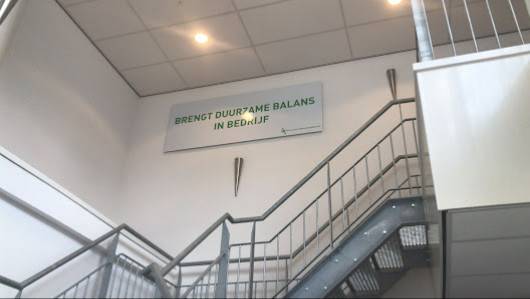 BRENGT DUURZAME BALANS
IN BEDRIJF